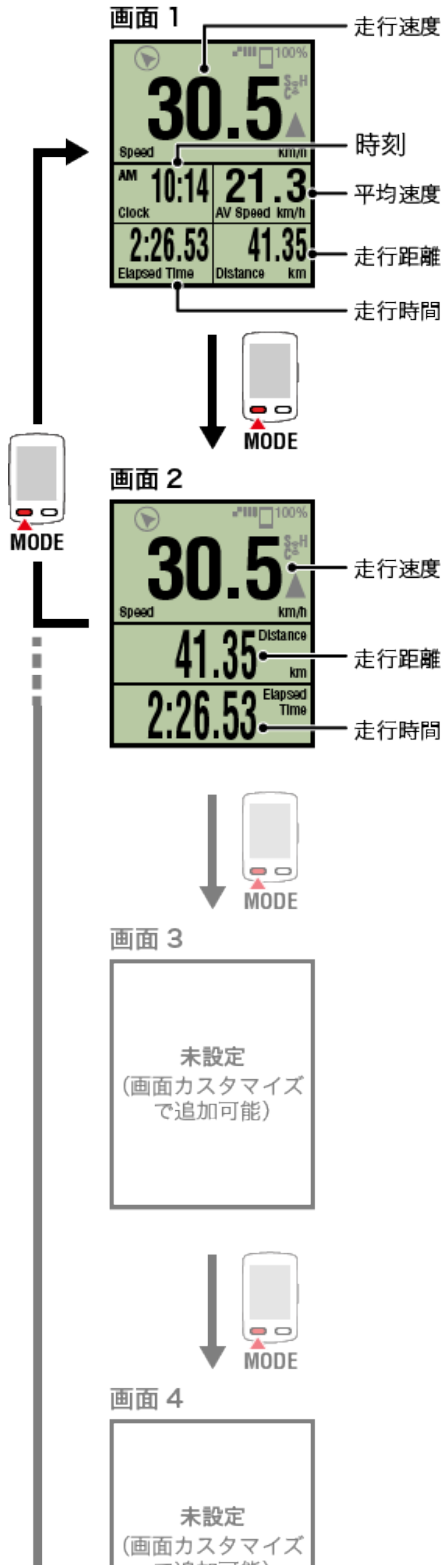 画面 1
走行速度
100%
S
H
C
30.5
Speed
km/h
時刻
AM
10:14
Clock
21.3
AV Speed km/h
平均速度
2:26.53
Elapsed Time
41.35
Distance km
走行距離
走行時間
MODE
MODE
画面 2
100%
S
H
C
30.5
Speed
km/h
走行速度
41.35
Distance
km
走行距離
2:26.53
Elapsed
Time
走行時間
MODE
画面 3
未設定
(画面カスタマイズ
で追加可能)
MODE
画面 4
未設定
(画面カスタマイズ